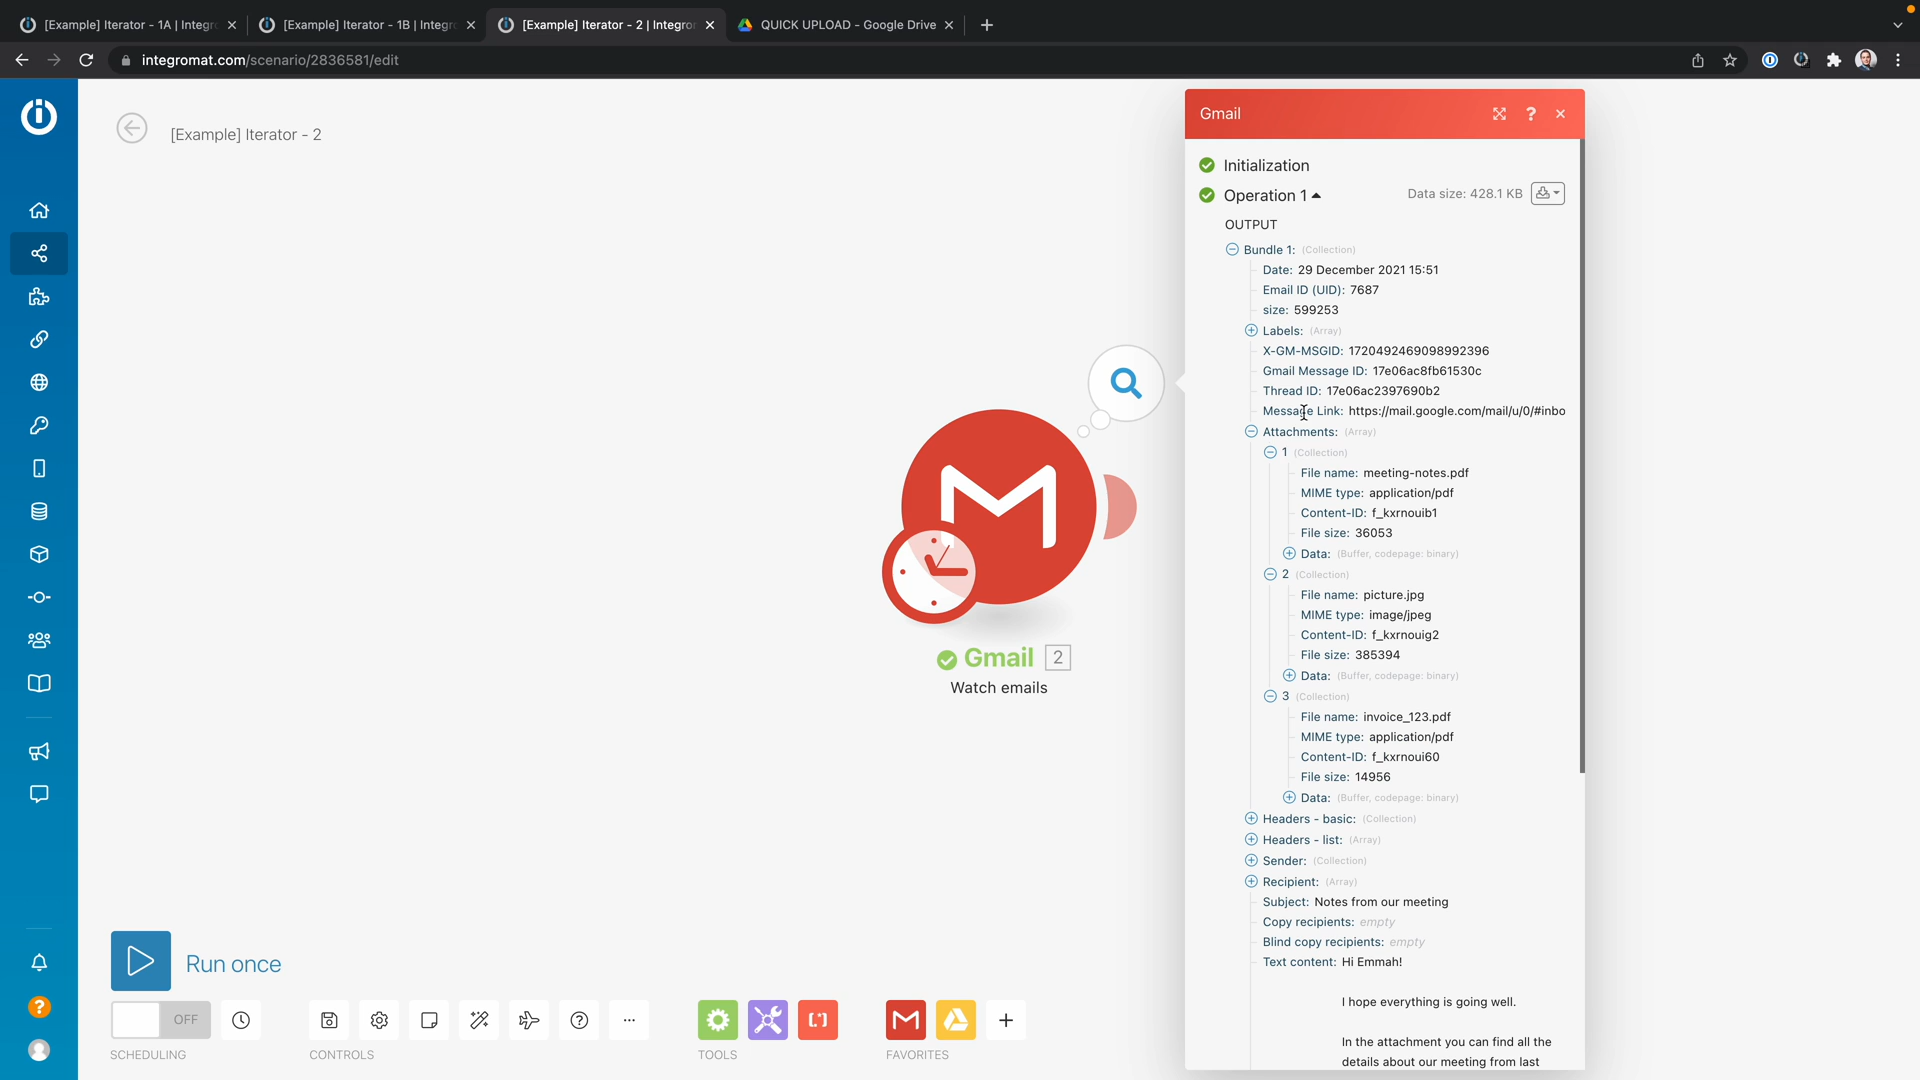 [Example] Iterator - 1A | Integro
[Example] Iterator - 1B | Integr
[Example] Iterator - 2 | Integro
QUICK UPLOAD - Google Drive
integromat.com/scenario/2836581/edit
[Example] Iterator - 2
Gmail
Initialization
Operation 1
Data size: 428.1 KB
OUTPUT
Bundle 1: (Collection)
Date: 29 December 2021 15:51
Email ID (UID): 7687
size: 599253
Labels: (Array)
X-GM-MSGID: 1720492469098992396
Gmail Message ID: 17e06ac8fb61530c
Thread ID: 17e06ac2397690b2
Message Link: https://mail.google.com/mail/u/0/#inbo
Attachments: (Array)
1 (Collection)
File name: meeting-notes.pdf
MIME type: application/pdf
Content-ID: f_kxrnouib1
File size: 36053
Data: (Buffer, codepage: binary)
2 (Collection)
File name: picture.jpg
MIME type: image/jpeg
Content-ID: f_kxrnouig2
File size: 385394
Data: (Buffer, codepage: binary)
3 (Collection)
File name: invoice_123.pdf
MIME type: application/pdf
Content-ID: f_kxrnoui60
File size: 14956
Data: (Buffer, codepage: binary)
Headers - basic: (Collection)
Headers - list: (Array)
Sender: (Collection)
Recipient: (Array)
Subject: Notes from our meeting
Copy recipients: empty
Blind copy recipients: empty
Text content: Hi Emmah!
I hope everything is going well.
In the attachment you can find all the
details about our meeting from last
Gmail 2
Watch emails
Run once
OFF
SCHEDULING
CONTROLS
TOOLS
FAVORITES